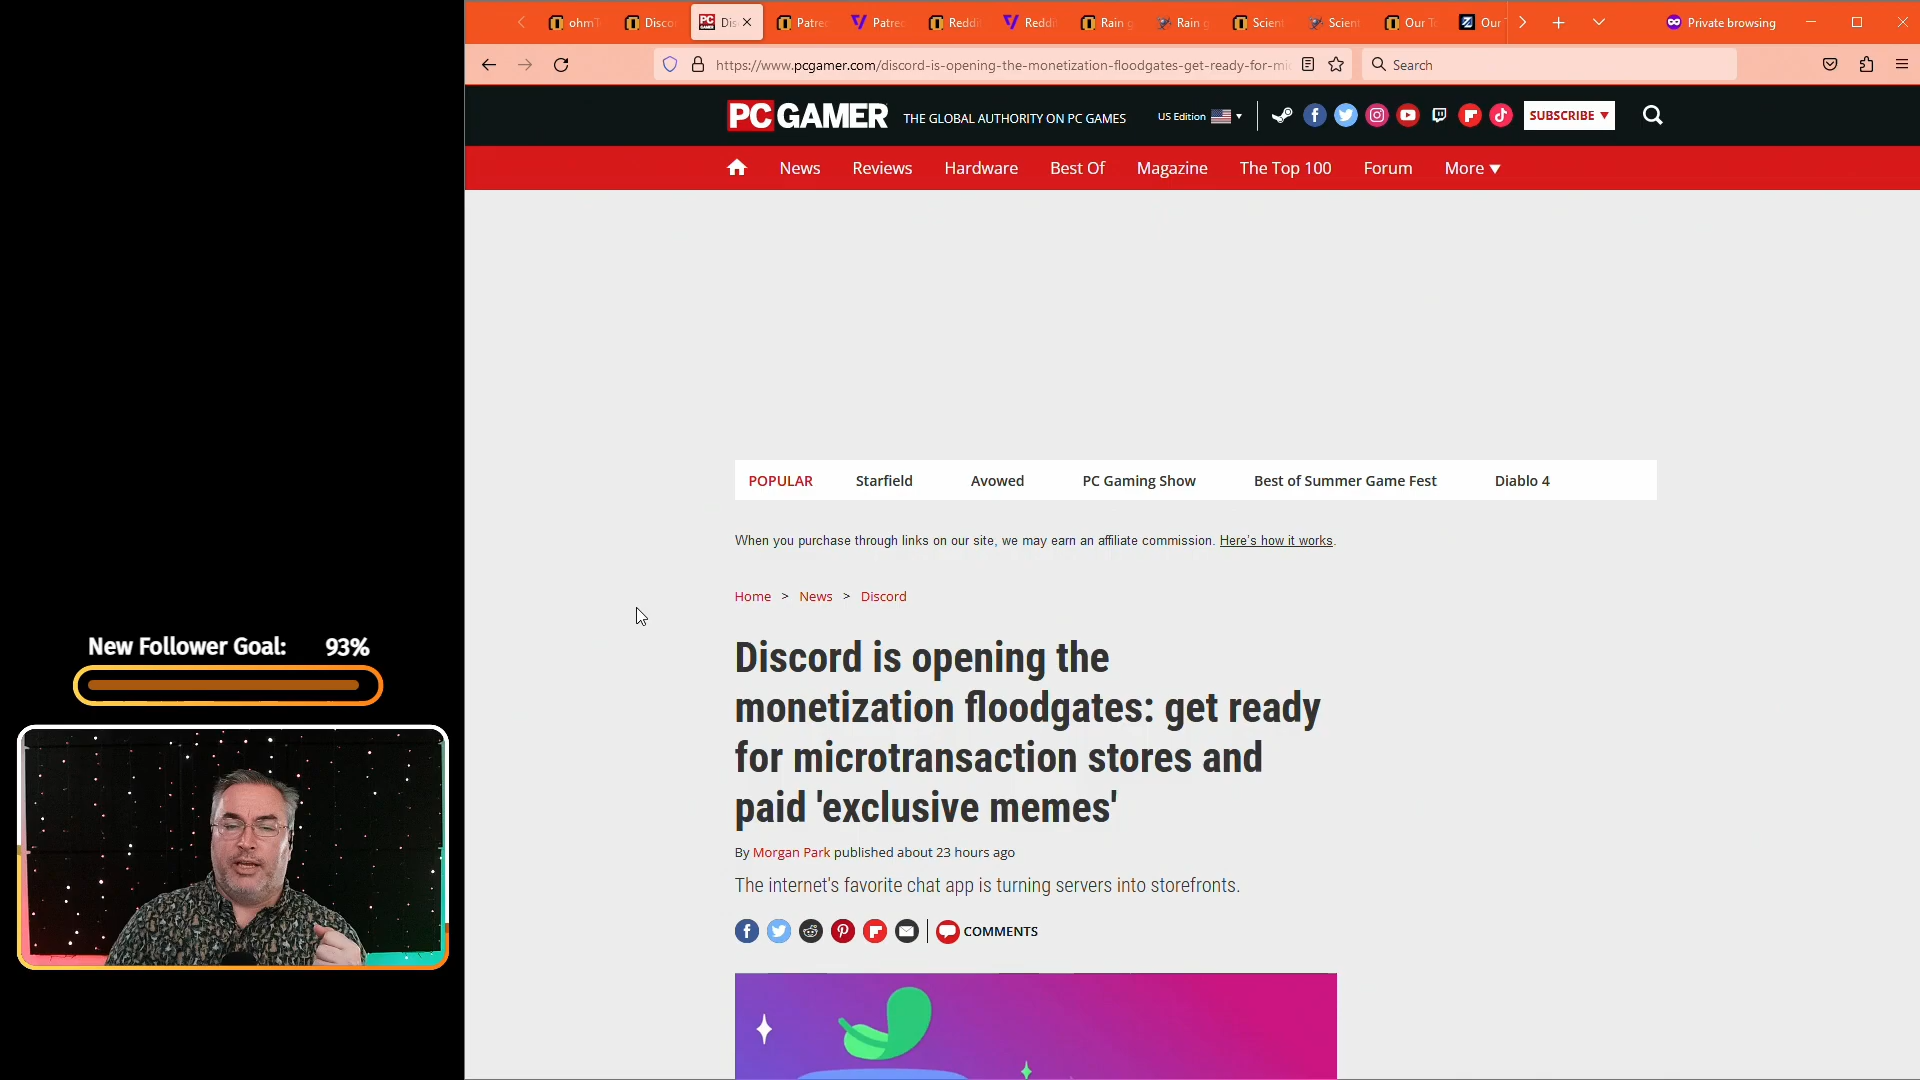 ohmT
Disco
Dis
Patreo
Patreo
Reddi
Reddi
Rain g
Rain g
Scient
Scient
Our Te
Our T
Private browsing
https://www.pcgamer.com/discord-is-opening-the-monetization-floodgates-get-ready-for-mi
Search
PC GAMER
THE GLOBAL AUTHORITY ON PC GAMES
US Edition
SUBSCRIBE
News
Reviews
Hardware
Best Of
Magazine
The Top 100
Forum
More
POPULAR
Starfield
Avowed
PC Gaming Show
Best of Summer Game Fest
Diablo 4
When you purchase through links on our site, we may earn an affiliate commission. Here's how it works.
Home > News > Discord
Discord is opening the
monetization floodgates: get ready
for microtransaction stores and
paid 'exclusive memes'
By Morgan Park published about 23 hours ago
The internet's favorite chat app is turning servers into storefronts.
COMMENTS
New Follower Goal: 93%